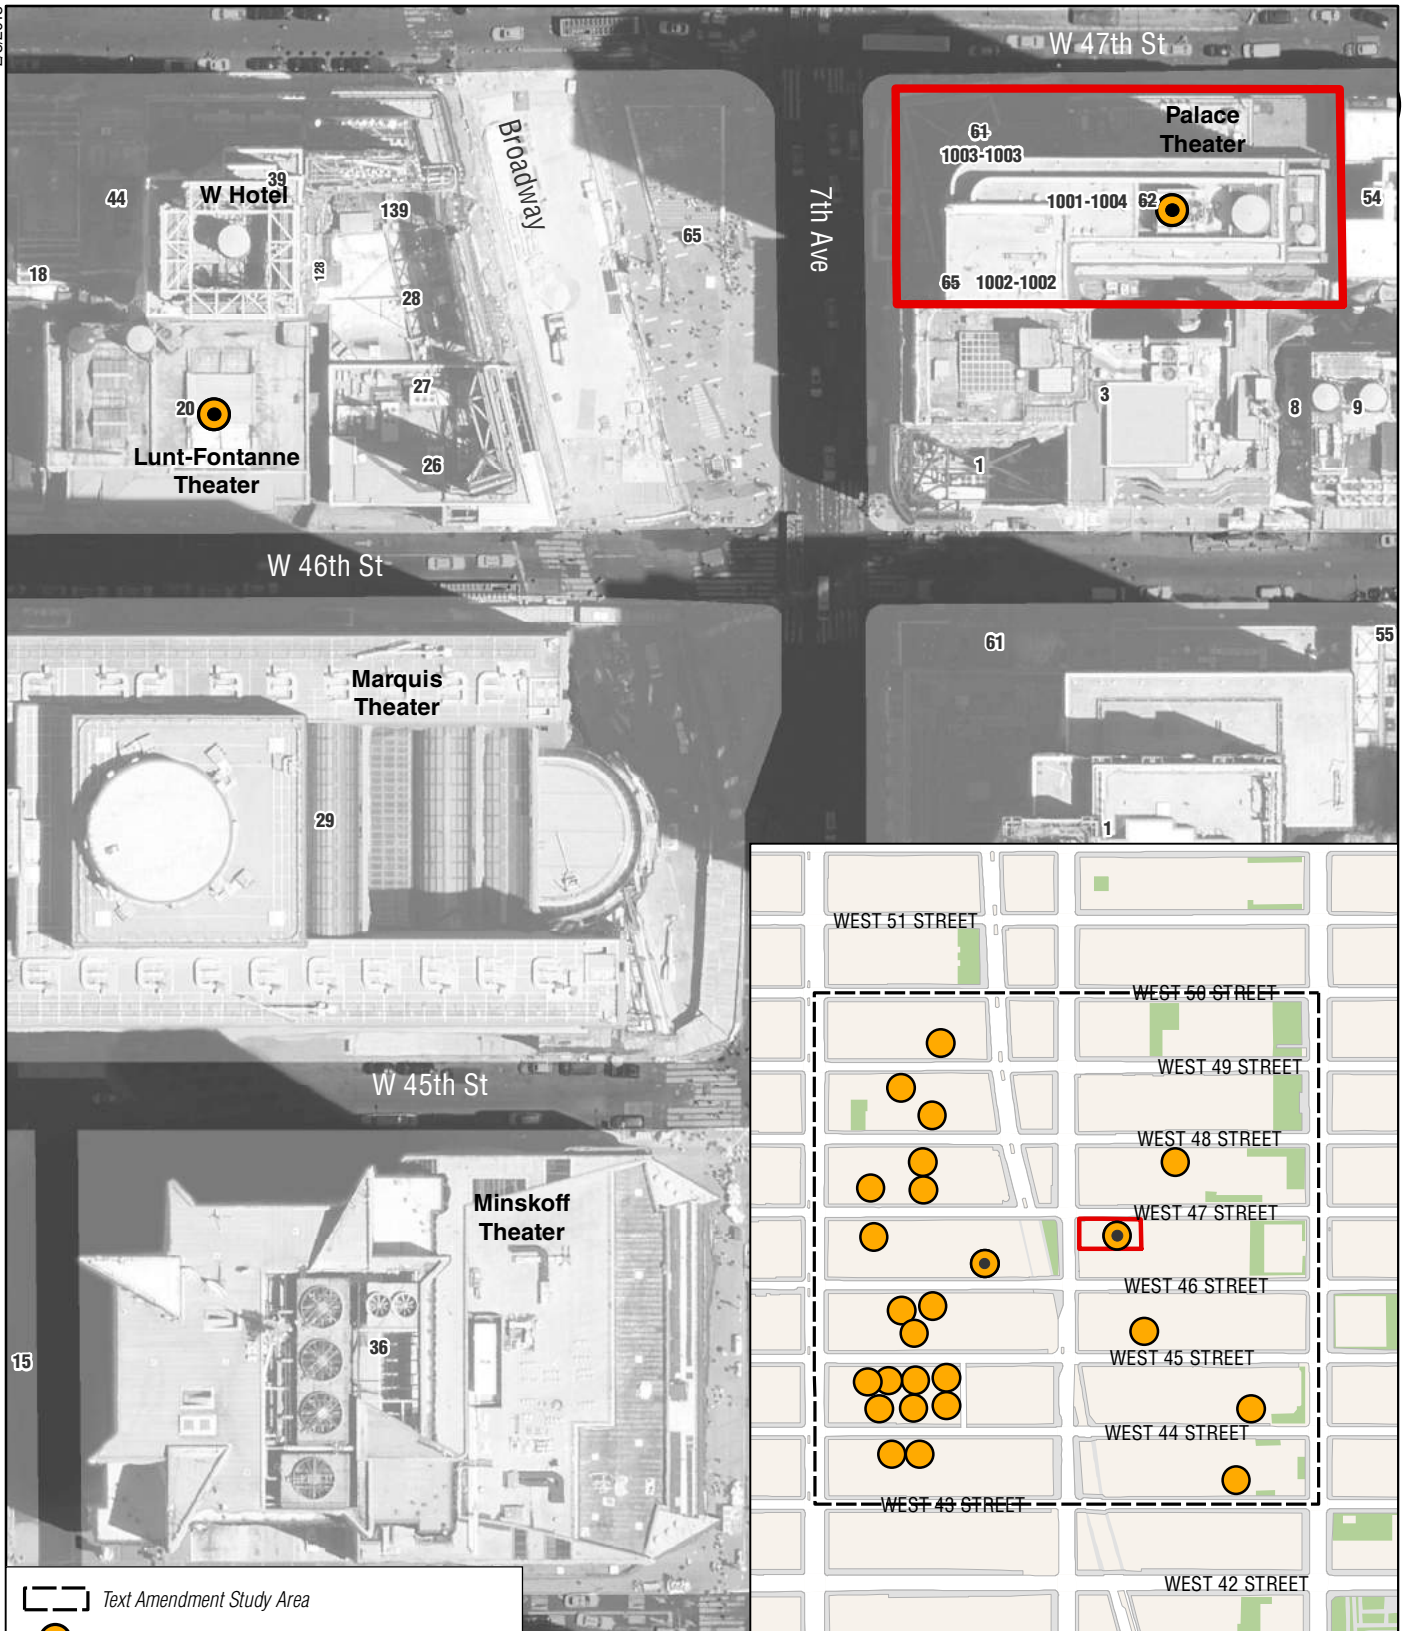 W 47th St
Palace
Theater
61
1003-1003
1001-1004
62
54
65
1002-1002
44
39
W Hotel
139
Broadway
65
7th Ave
18
128
28
27
20
Lunt-Fontanne
Theater
26
3
8
9
1
W 46th St
61
55
Marquis
Theater
29
1
W 45th St
Minskoff
Theater
15
36
WEST 51 STREET
WEST 50 STREET
WEST 49 STREET
WEST 48 STREET
WEST 47 STREET
WEST 46 STREET
WEST 45 STREET
WEST 44 STREET
WEST 43 STREET
WEST 42 STREET
Text Amendment Study Area